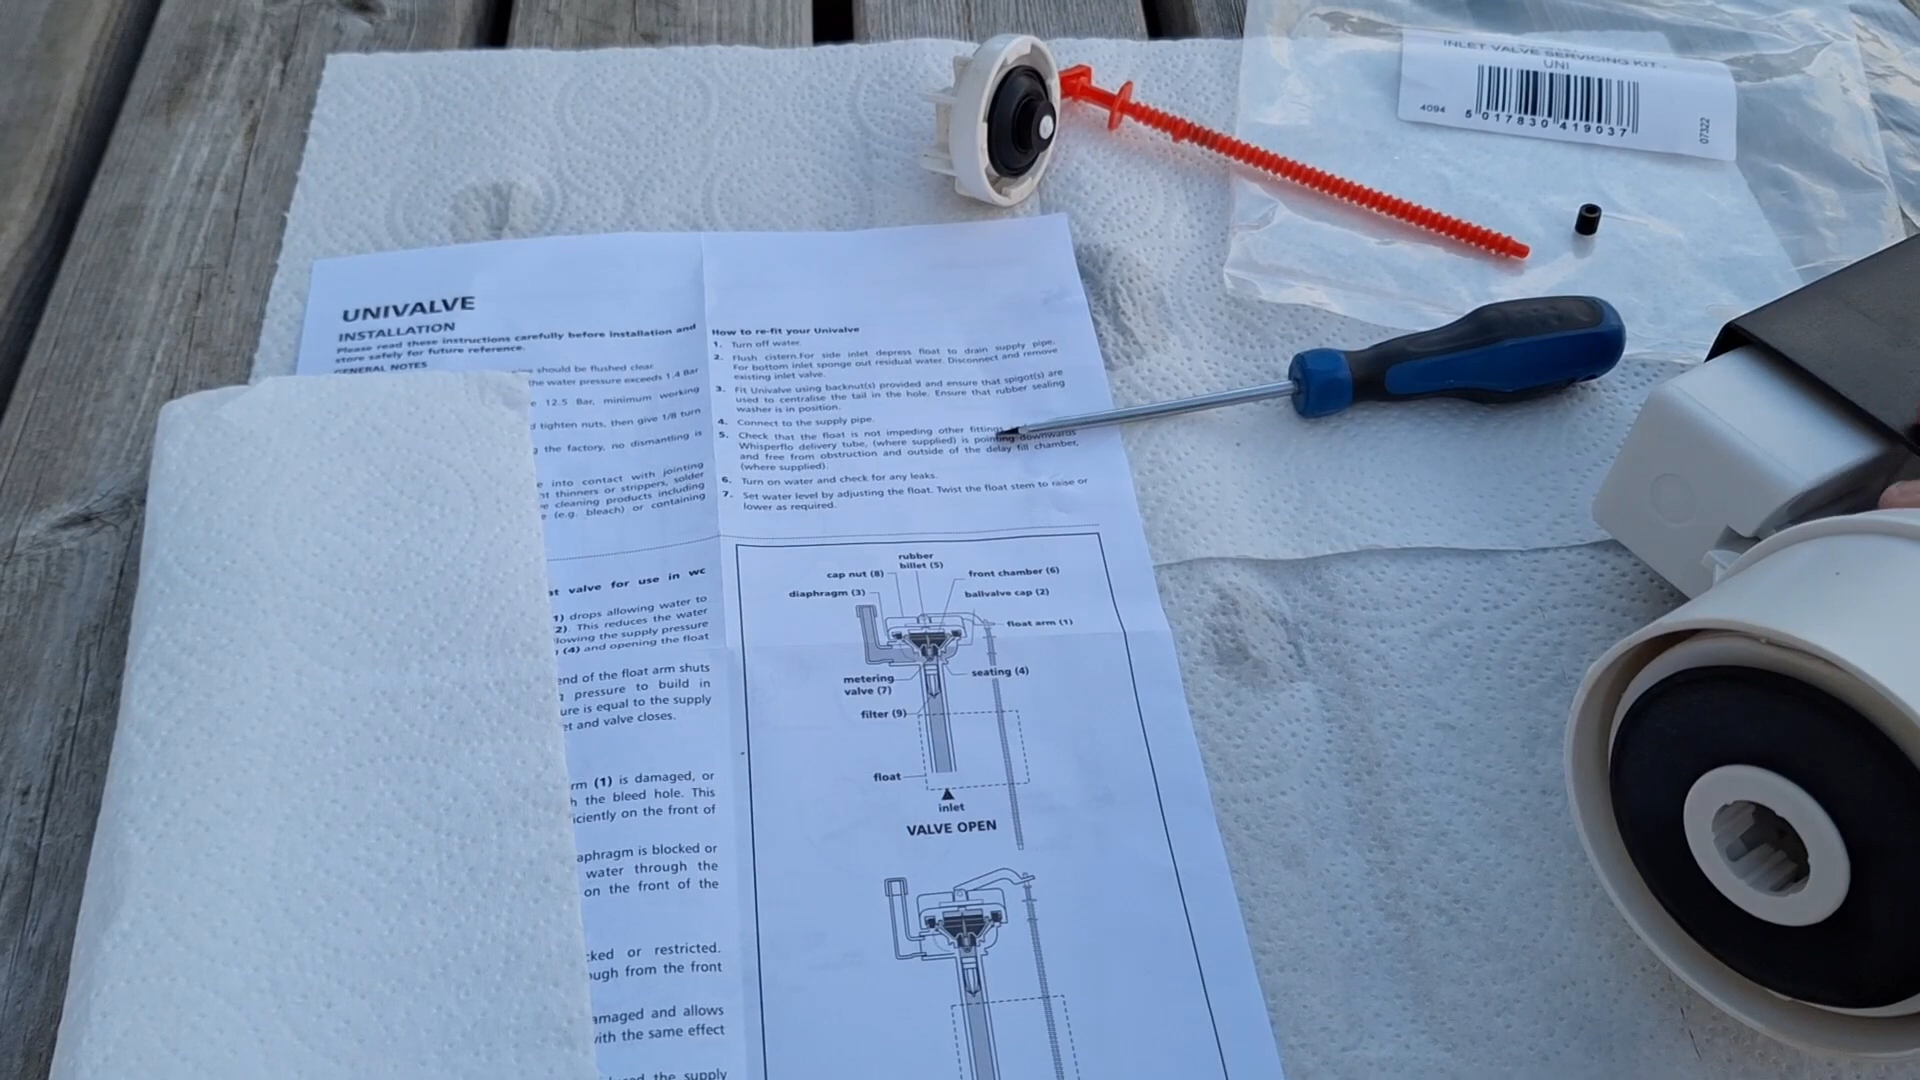 INLET VALVE SERVICING KIT -
UNI
4094
5 017830 419037
07322
UNIVALVE
INSTALLATION
Please read these instructions carefully before installation and
store safely for future reference.
GENERAL NOTES
should be flushed clear.
the water pressure exceeds 1.4 Bar
12.5 Bar, minimum working
tighten nuts, then give 1/8 turn
the factory, no dismantling is
into contact with jointing
thinners or strippers, solder
cleaning products including
(e.g. bleach) or containing
valve for use in wc
1) drops allowing water to
2). This reduces the water
lowing the supply pressure
(4) and opening the float
end of the float arm shuts
pressure to build in
ure is equal to the supply
et and valve closes.
rm (1) is damaged, or
h the bleed hole. This
iciently on the front of
aphragm is blocked or
water through the
on the front of the
cked or restricted.
ough from the front
amaged and allows
with the same effect
the supply
How to re-fit your Univalve
1. Turn off water.
2. Flush cistern.For side inlet depress float to drain supply pipe.
For bottom inlet sponge out residual water. Disconnect and remove
existing inlet valve.
3. Fit Univalve using backnut(s) provided and ensure that spigot(s) are
used to centralise the tail in the hole. Ensure that rubber sealing
washer is in position.
4. Connect to the supply pipe.
5. Check that the float is not impeding other fittings
Whisperflo delivery tube, (where supplied) is pointing downwards
and free from obstruction and outside of the delay fill chamber,
(where supplied).
6. Turn on water and check for any leaks.
7. Set water level by adjusting the float. Twist the float stem to raise or
lower as required.
rubber
billet (5)
cap nut (8)
front chamber (6)
diaphragm (3)
ballvalve cap (2)
float arm (1)
metering
valve (7)
seating (4)
filter (9)
float
inlet
VALVE OPEN